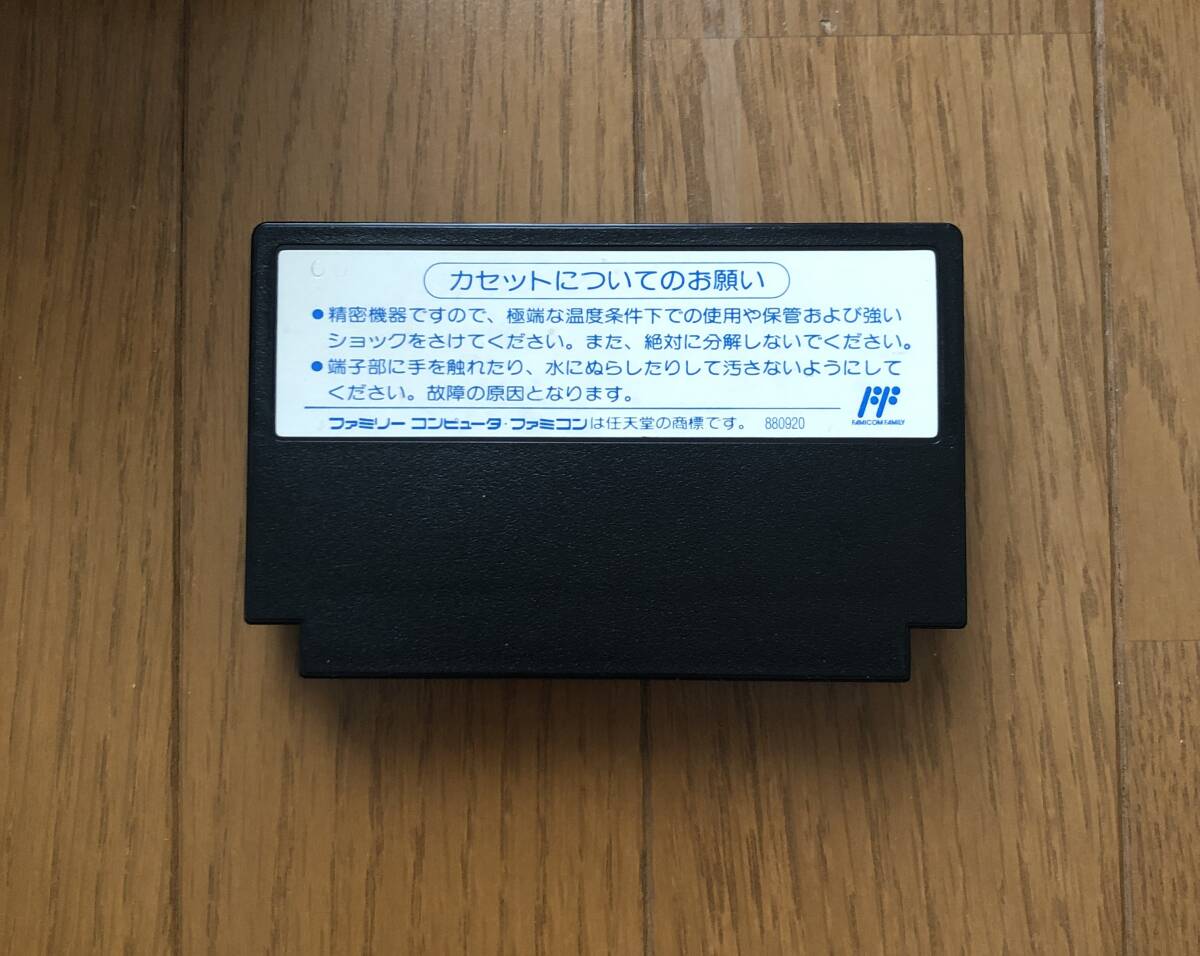 カセットについてのお願い
●精密機器ですので、極端な温度条件下での使用や保管および強い
ショックをさけてください。また、絶対に分解しないでください。
●端子部に手を触れたり、水にぬらしたりして汚さないようにして
ください。故障の原因となります。
ファミリー コンピュータ・ファミコンは任天堂の商標です。 880920
FAMICOM FAMILY